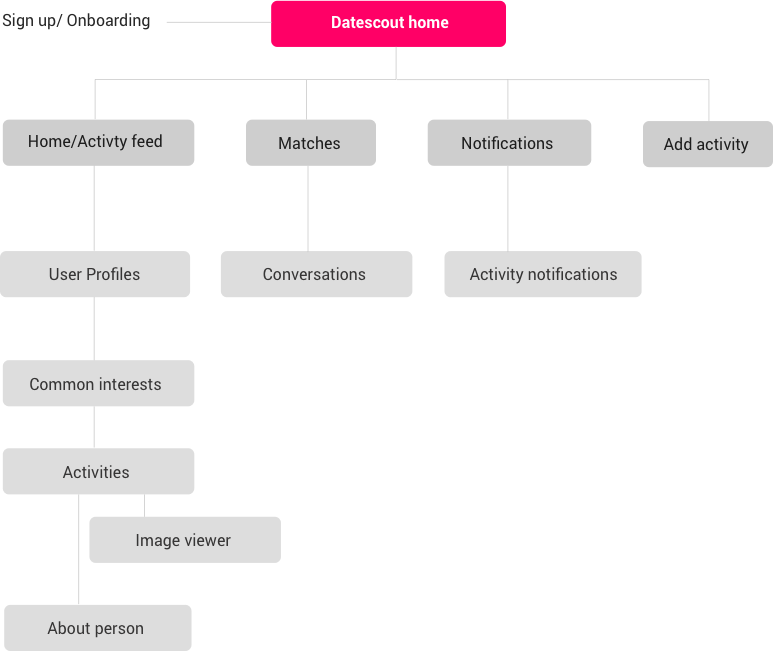 Sign up/ Onboarding
Datescout home
Home/Activty feed
Matches
Notifications
Add activity
User Profiles
Conversations
Activity notifications
Common interests
Activities
Image viewer
About person